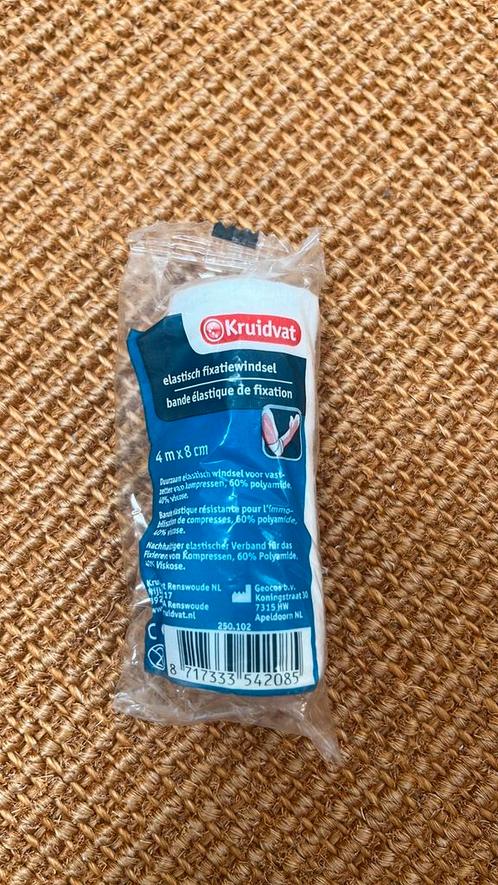 Kruidvat
elastisch fixatiewindsel
bande élastique de fixation
4 m x 8 cm
Duurzaam elastisch windsel voor vast-
zetten van kompressen, 60% polyamide,
40% viscose.
Bande élastique résistante pour l'immo-
bilisation de compresses, 60% polyamide,
40% viscose.
Nachhaltiger elastischer Verband für das
Fixieren von Kompressen, 60% Polyamide,
40% Viskose.
Renswoude NL
17
Renswoude
uidvat.nl
Geocos b.v.
Koningstraat 30
7315 HW
Apeldoorn NL
250.102
8 717333 542085